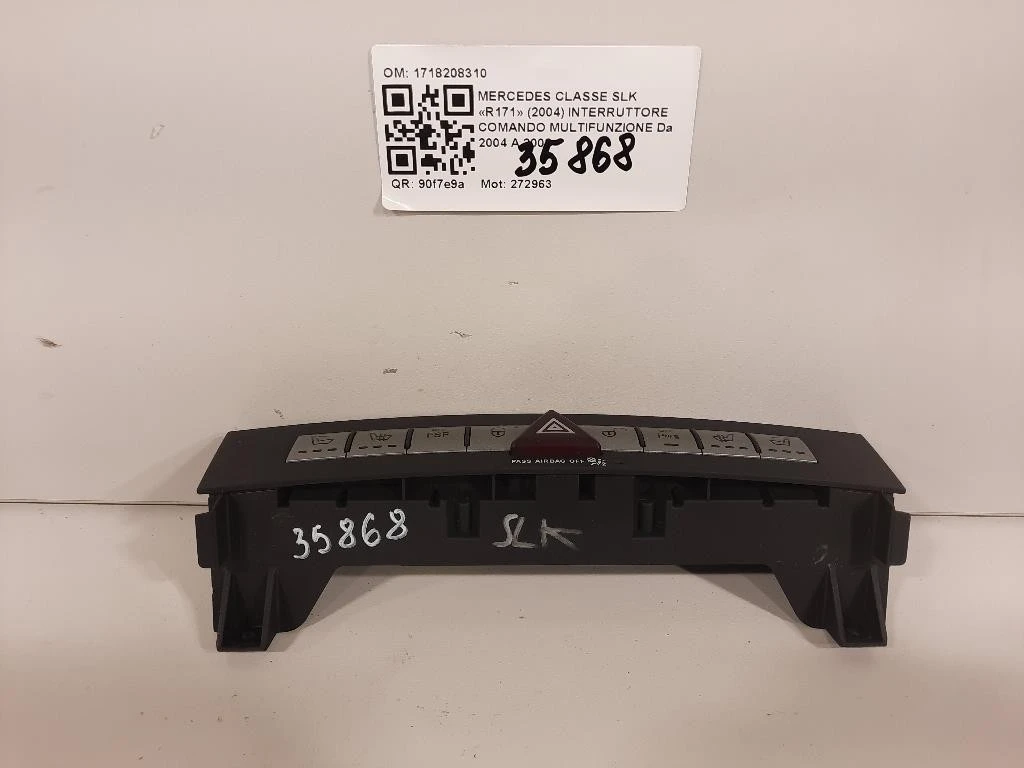 OM: 1718208310
MERCEDES CLASSE SLK
«R171» (2004) INTERRUTTORE
COMANDO MULTIFUNZIONE Da
2004 A
35868
QR: 90f7e9a Mot: 272963
ESP
PASS AIRBAG OFF
35868
SLK